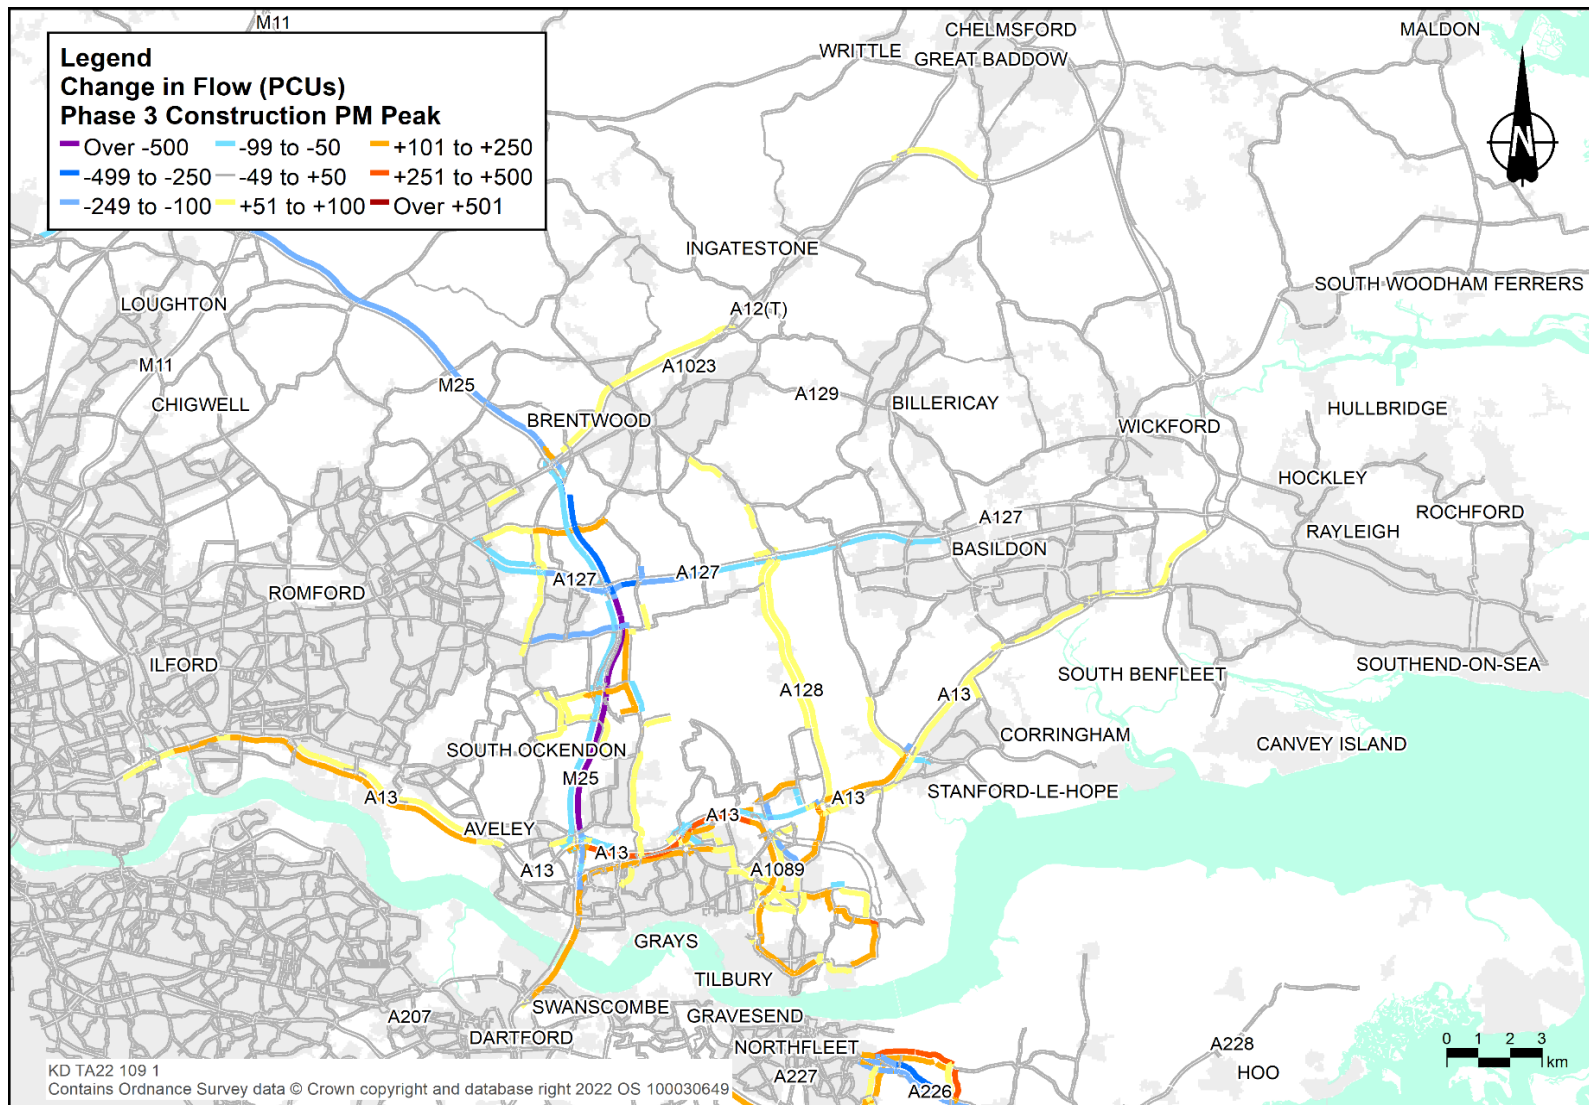 M11
CHELMSFORD
MALDON
WRITTLE
GREAT BADDOW
Legend
Change in Flow (PCUs)
Phase 3 Construction PM Peak
Over -500
-99 to -50
+101 to +250
-499 to -250
-49 to +50
+251 to +500
-249 to -100
+51 to +100
Over +501
N
INGATESTONE
SOUTH WOODHAM FERRERS
LOUGHTON
A12(T)
M11
A1023
M25
A129
CHIGWELL
BILLERICAY
HULLBRIDGE
BRENTWOOD
WICKFORD
HOCKLEY
A127
ROCHFORD
RAYLEIGH
BASILDON
A127
A127
ROMFORD
ILFORD
SOUTHEND-ON-SEA
SOUTH BENFLEET
A128
A13
CORRINGHAM
CANVEY ISLAND
SOUTH OCKENDON
M25
STANFORD-LE-HOPE
A13
A13
A13
AVELEY
A13
A13
A1089
GRAYS
TILBURY
SWANSCOMBE
A207
GRAVESEND
DARTFORD
NORTHFLEET
A228
HOO
A227
A226
0 1 2 3
km
KD TA22 109 1
Contains Ordnance Survey data © Crown copyright and database right 2022 OS 100030649